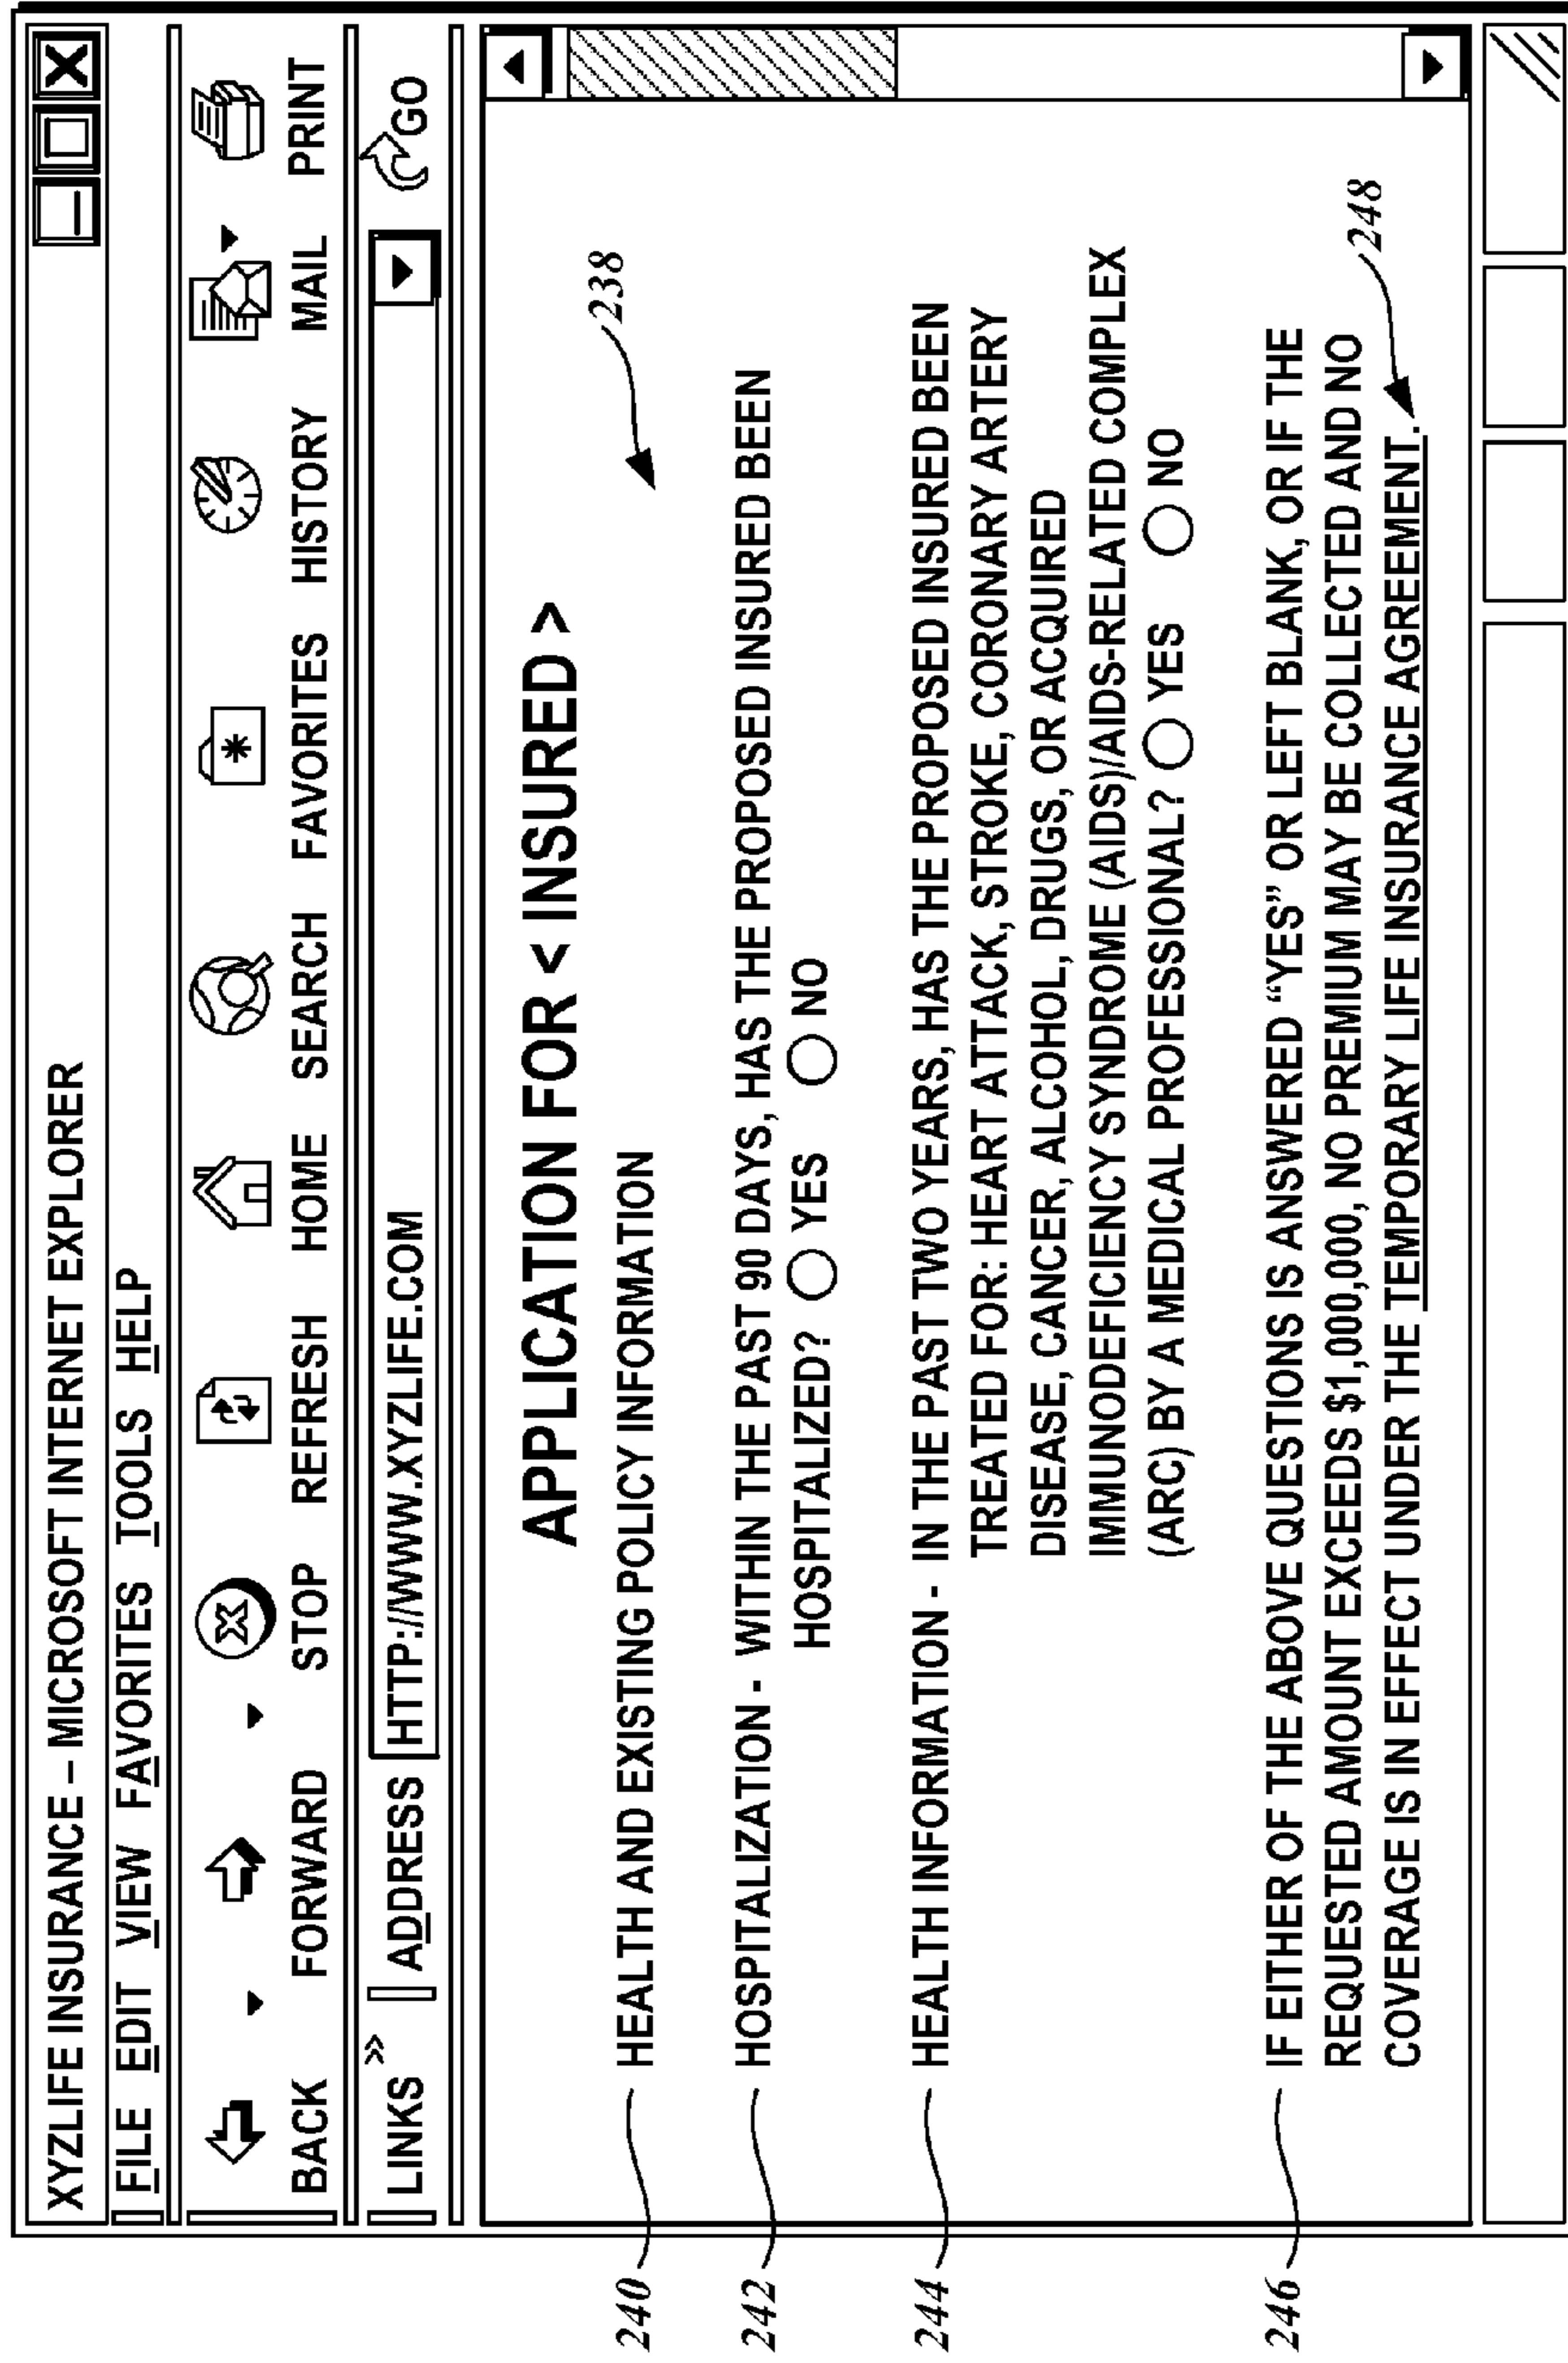 XYZLIFE INSURANCE – MICROSOFT INTERNET EXPLORER
FILE EDIT VIEW FAVORITES TOOLS HELP
BACK FORWARD STOP REFRESH HOME SEARCH FAVORITES HISTORY MAIL PRINT
LINKS » ADDRESS HTTP://WWW.XYZLIFE.COM GO
APPLICATION FOR < INSURED >
238
240 HEALTH AND EXISTING POLICY INFORMATION
242 HOSPITALIZATION - WITHIN THE PAST 90 DAYS, HAS THE PROPOSED INSURED BEEN
HOSPITALIZED? YES NO
244 HEALTH INFORMATION - IN THE PAST TWO YEARS, HAS THE PROPOSED INSURED BEEN
TREATED FOR: HEART ATTACK, STROKE, CORONARY ARTERY
DISEASE, CANCER, ALCOHOL, DRUGS, OR ACQUIRED
IMMUNODEFICIENCY SYNDROME (AIDS)/AIDS-RELATED COMPLEX
(ARC) BY A MEDICAL PROFESSIONAL? YES NO
246 IF EITHER OF THE ABOVE QUESTIONS IS ANSWERED “YES” OR LEFT BLANK, OR IF THE
REQUESTED AMOUNT EXCEEDS $1,000,000, NO PREMIUM MAY BE COLLECTED AND NO
248
COVERAGE IS IN EFFECT UNDER THE TEMPORARY LIFE INSURANCE AGREEMENT.